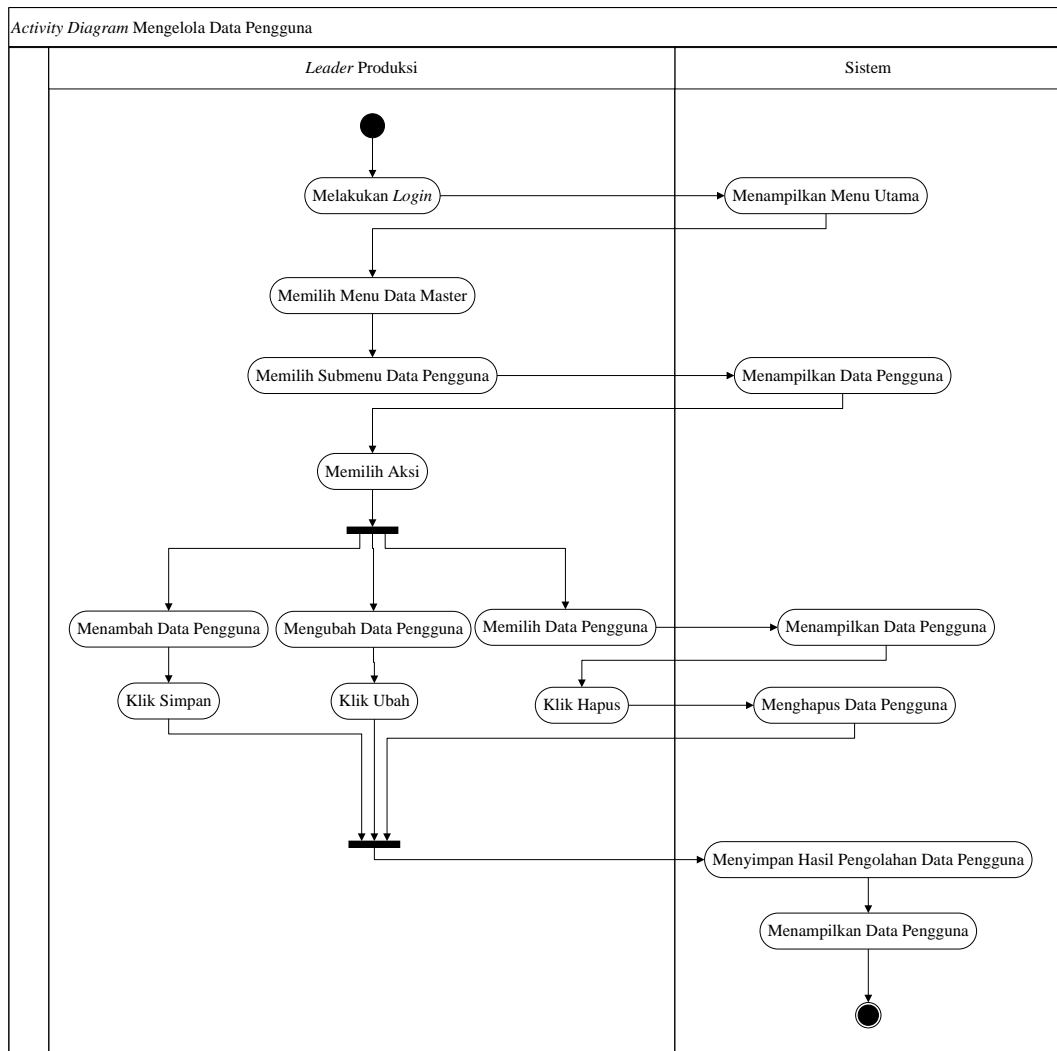 Activity Diagram Mengelola Data Pengguna
Leader Produksi
Sistem
Melakukan Login
Menampilkan Menu Utama
Memilih Menu Data Master
Memilih Submenu Data Pengguna
Menampilkan Data Pengguna
Memilih Aksi
Menambah Data Pengguna
Mengubah Data Pengguna
Memilih Data Pengguna
Menampilkan Data Pengguna
Klik Simpan
Klik Ubah
Klik Hapus
Menghapus Data Pengguna
Menyimpan Hasil Pengolahan Data Pengguna
Menampilkan Data Pengguna